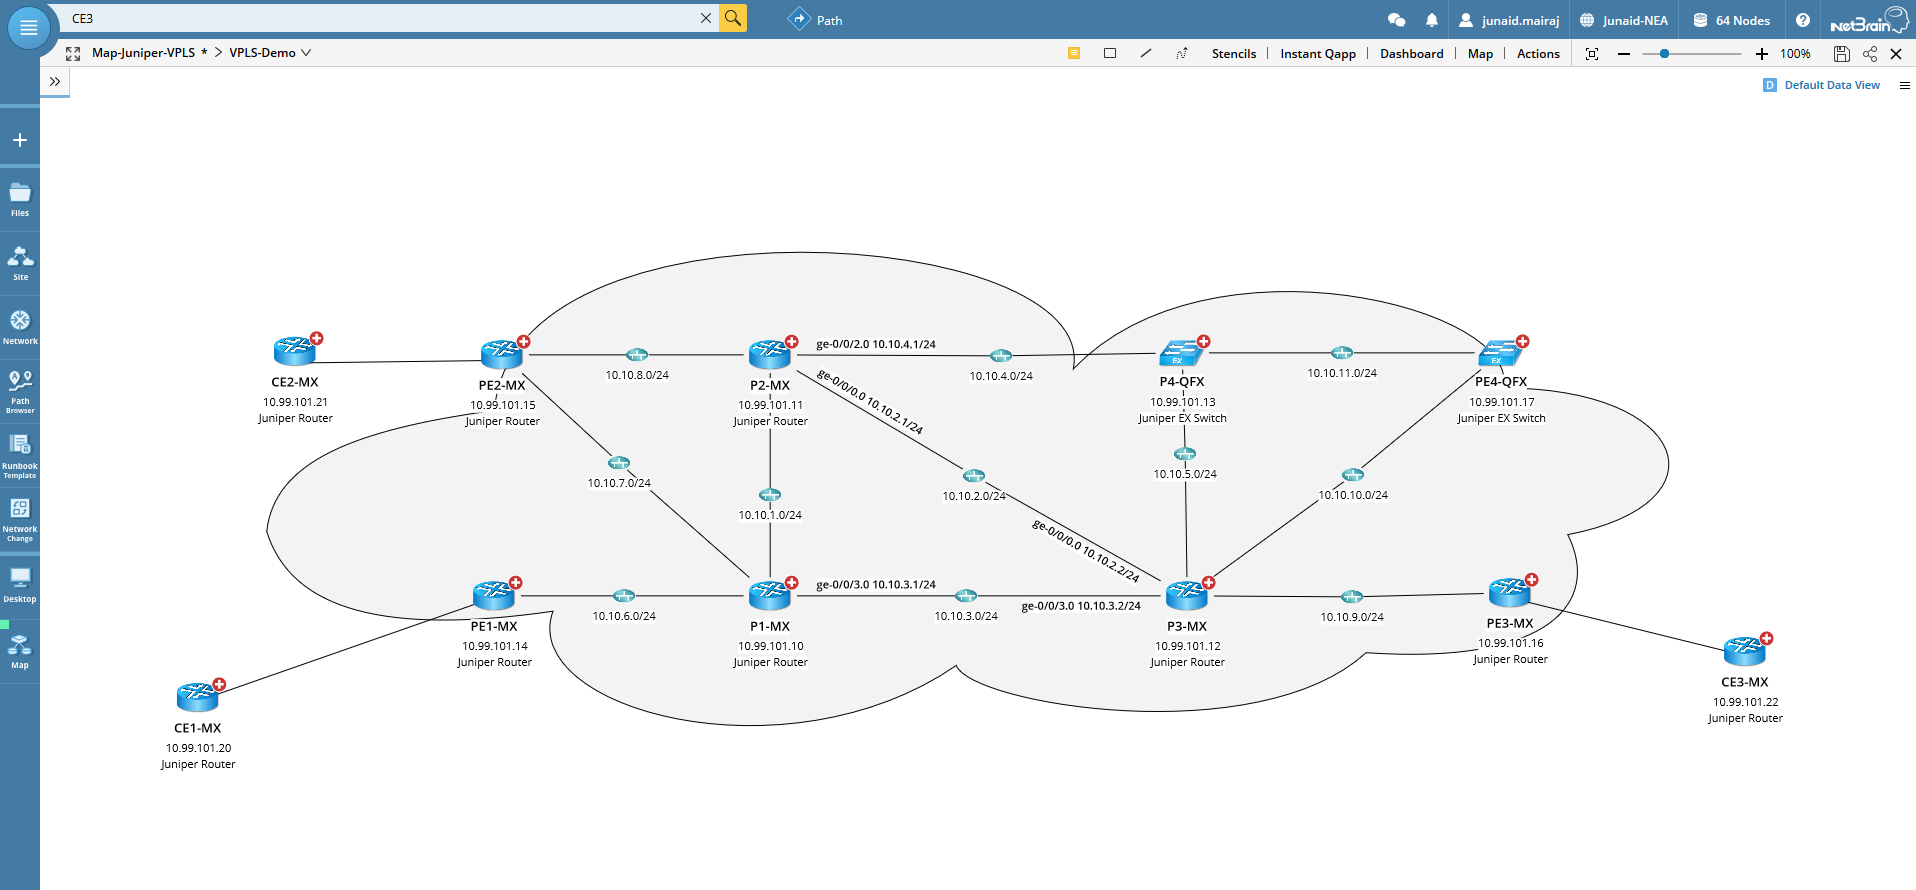 CE3
Path
junaid.mairaj
Junaid-NEA
64 Nodes
NetBrain
Map-Juniper-VPLS * > VPLS-Demo
Stencils
Instant Qapp
Dashboard
Map
Actions
100%
D Default Data View
Files
Site
Network
Path
Browser
Runbook
Template
Network
Change
Desktop
Map
CE2-MX
10.99.101.21
Juniper Router
PE2-MX
10.99.101.15
Juniper Router
10.10.8.0/24
P2-MX
10.99.101.11
Juniper Router
ge-0/0/2.0 10.10.4.1/24
10.10.4.0/24
EX
P4-QFX
10.99.101.13
Juniper EX Switch
10.10.11.0/24
EX
PE4-QFX
10.99.101.17
Juniper EX Switch
ge-0/0/0.0 10.10.2.1/24
10.10.7.0/24
10.10.1.0/24
10.10.2.0/24
10.10.5.0/24
10.10.10.0/24
ge-0/0/0.0 10.10.2.2/24
PE1-MX
10.99.101.14
Juniper Router
10.10.6.0/24
P1-MX
10.99.101.10
Juniper Router
ge-0/0/3.0 10.10.3.1/24
10.10.3.0/24
ge-0/0/3.0 10.10.3.2/24
P3-MX
10.99.101.12
Juniper Router
10.10.9.0/24
PE3-MX
10.99.101.16
Juniper Router
CE3-MX
10.99.101.22
Juniper Router
CE1-MX
10.99.101.20
Juniper Router